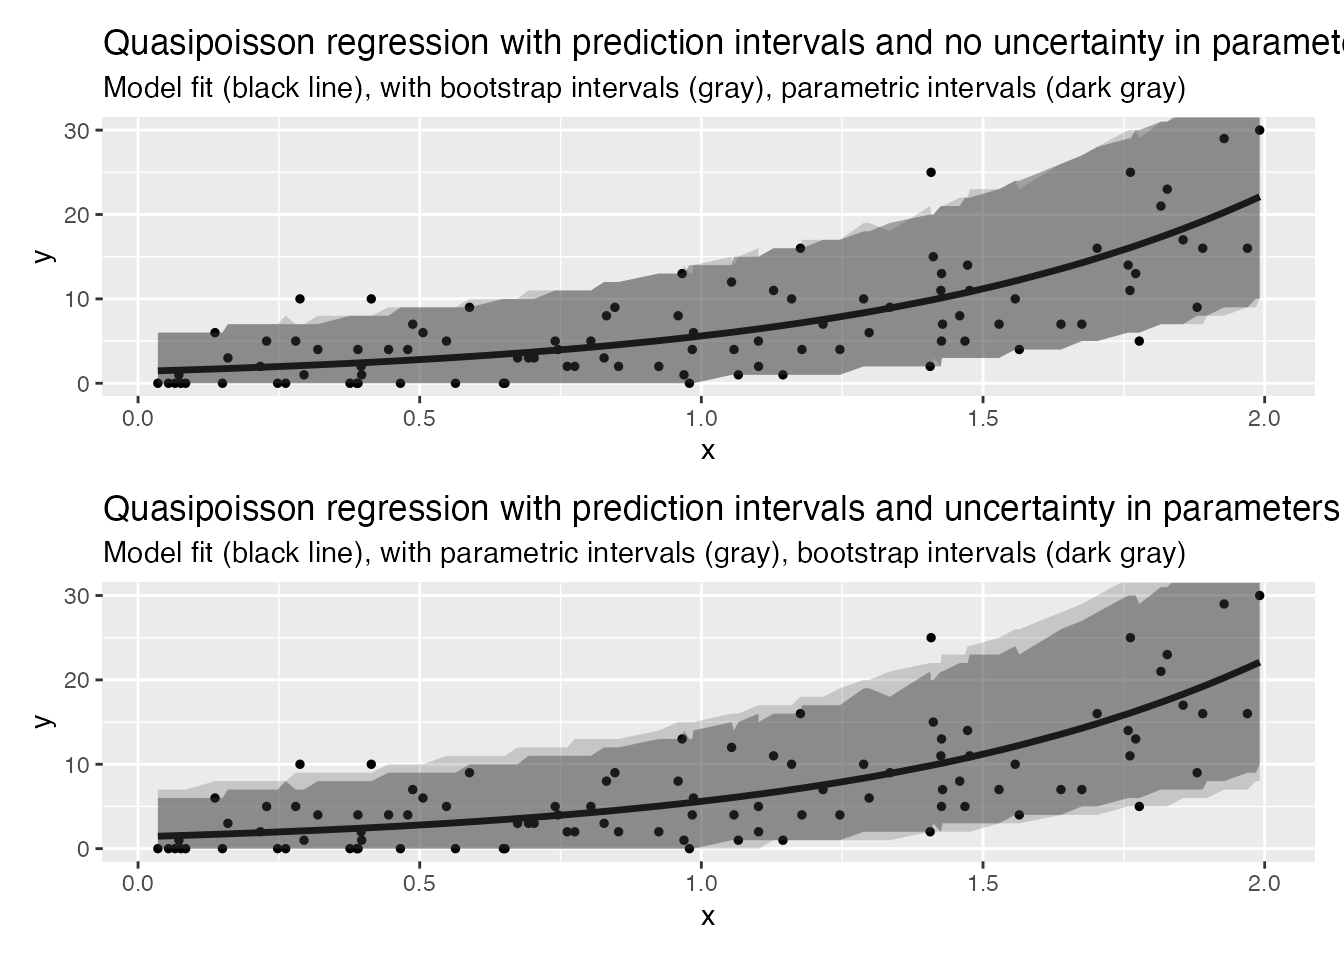 Quasipoisson regression with prediction intervals and no uncertainty in paramet
Model fit (black line), with bootstrap intervals (gray), parametric intervals (dark gray)
30
20
10
0
y
0.0 0.5 1.0 1.5 2.0
x
Quasipoisson regression with prediction intervals and uncertainty in parameters
Model fit (black line), with parametric intervals (gray), bootstrap intervals (dark gray)
30
20
10
0
y
0.0 0.5 1.0 1.5 2.0
x